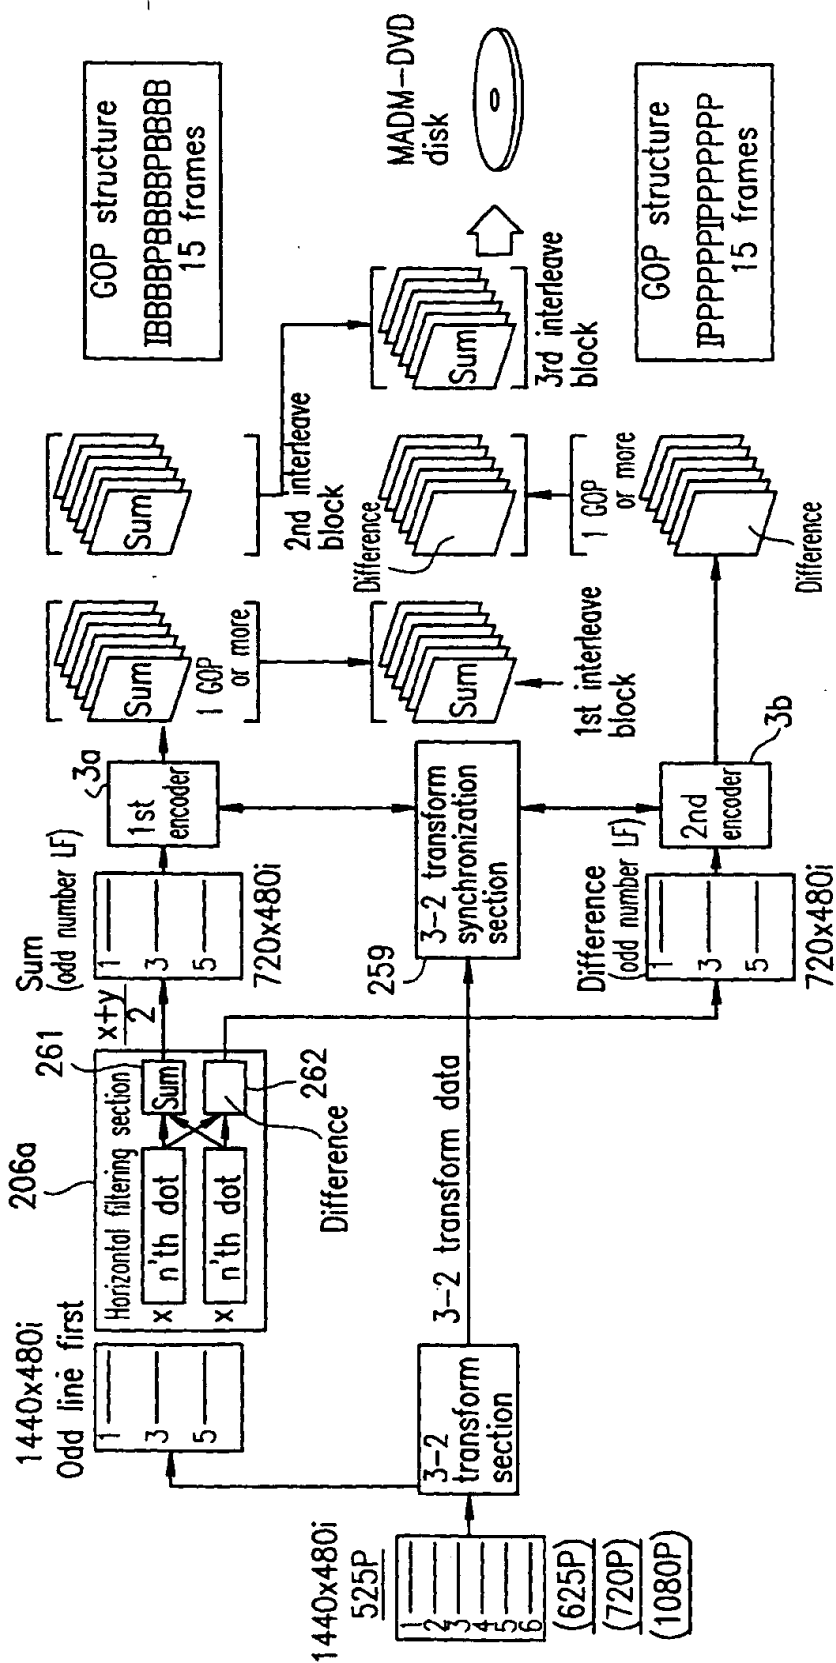 1440x480i
525P
1
2
3
4
5
6
(625P)
(720P)
(1080P)
3-2
transform
section
1440x480i
Odd line first
1
3
5
206a
Horizontal filtering section
x
n'th dot
x
n'th dot
261
Sum
262
Difference
x+y
2
3-2 transform data
Sum
(odd number LF)
1
3
5
720x480i
259
3-2 transform
synchronization
section
Difference
(odd number LF)
1
3
5
720x480i
3a
1st
encoder
2nd
encoder
3b
Sum
1 GOP
or more
Sum
1st interleave
block
Sum
2nd interleave
block
Difference
1 GOP
or more
Difference
Sum
3rd interleave
block
MADM-DVD
disk
GOP structure
IBBBBPBBBBPBBBB
15 frames
GOP structure
IPPPPPPIPPPPPPP
15 frames